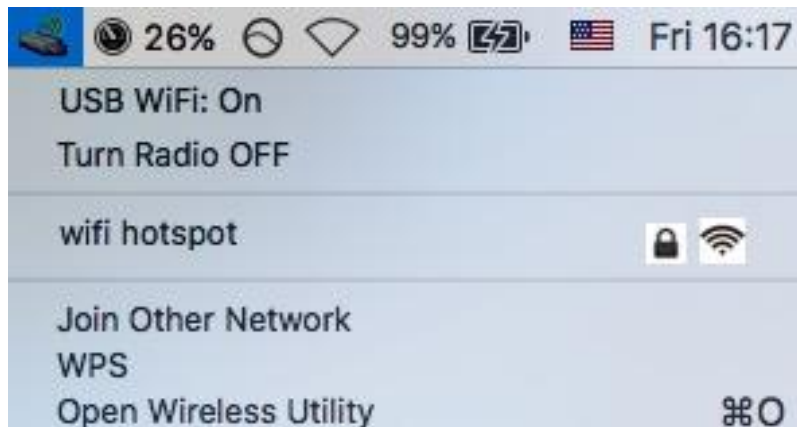 26% 99% Fri 16:17
USB WiFi: On
Turn Radio OFF
wifi hotspot
Join Other Network
WPS
Open Wireless Utility ⌘O